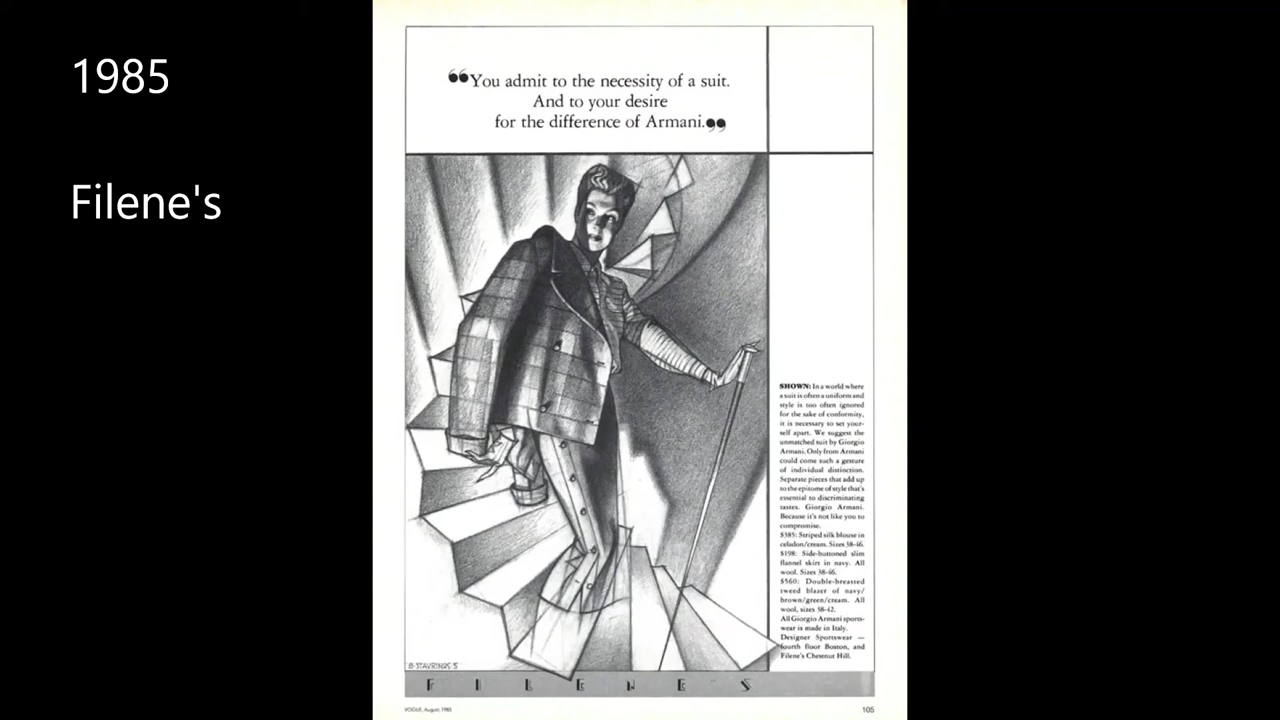 1985
Filene's
❝You admit to the necessity of a suit.
And to your desire
for the difference of Armani.❞
SHOWN: In a world where
a suit is often a uniform and
style is too often ignored
for the sake of conformity,
it is necessary to set your-
self apart. We suggest the
unmatched suit by Giorgio
Armani. Only from Armani
could come such a gesture
of individual distinction.
Separate pieces that add up
to the epitome of style that's
essential to discriminating
tastes. Giorgio Armani.
Because it's not like you to
compromise.
$385: Striped silk blouse in
celadon/cream. Sizes 38-46.
$198: Side-buttoned slim
flannel skirt in navy. All
wool. Sizes 38-46.
$560: Double-breasted
tweed blazer of navy/
brown/green/cream. All
wool, sizes 38-42.
All Giorgio Armani sports-
wear is made in Italy.
Designer Sportswear —
fourth floor Boston, and
Filene's Chestnut Hill.
FILENE'S
VOGUE, August, 1985
105